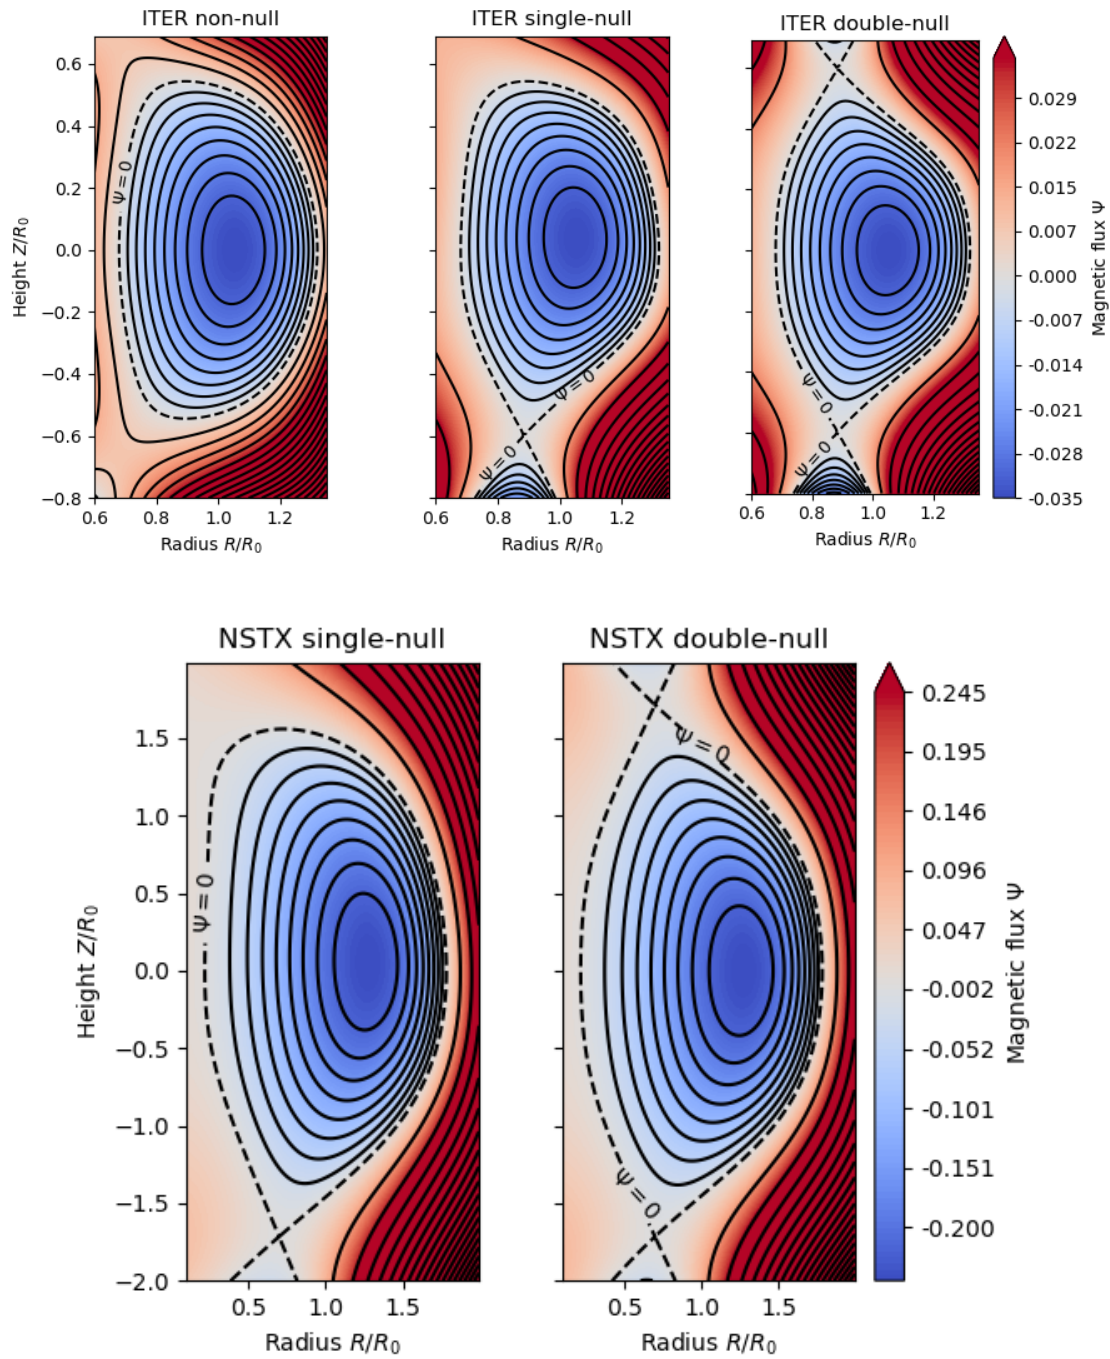 ITER non-null
ITER single-null
ITER double-null
0.6
0.4
0.2
0.0
−0.2
−0.4
−0.6
−0.8
Height Z/R0
Ψ = 0
0.6 0.8 1.0 1.2
Radius R/R0
Ψ = 0
Ψ = 0
0.6 0.8 1.0 1.2
Radius R/R0
Ψ = 0
Ψ = 0
0.6 0.8 1.0 1.2
Radius R/R0
0.029
0.022
0.015
0.007
0.000
-0.007
-0.014
-0.021
-0.028
-0.035
Magnetic flux Ψ
NSTX single-null
NSTX double-null
1.5
1.0
0.5
0.0
−0.5
−1.0
−1.5
−2.0
Height Z/R0
Ψ = 0
0.5 1.0 1.5
Radius R/R0
Ψ = 0
Ψ = 0
0.5 1.0 1.5
Radius R/R0
0.245
0.195
0.146
0.096
0.047
-0.002
-0.052
-0.101
-0.151
-0.200
Magnetic flux Ψ